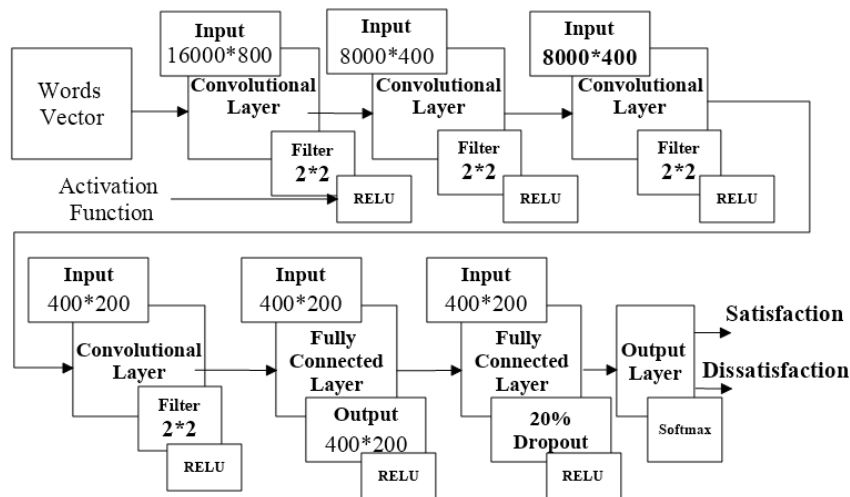 Words
Vector
Input
16000*800
Convolutional
Layer
Filter
2*2
RELU
Activation
Function
Input
8000*400
Convolutional
Layer
Filter
2*2
RELU
Input
8000*400
Convolutional
Layer
Filter
2*2
RELU
Input
400*200
Convolutional
Layer
Filter
2*2
RELU
Input
400*200
Fully
Connected
Layer
Output
400*200
RELU
Input
400*200
Fully
Connected
Layer
20%
Dropout
RELU
Output
Layer
Softmax
Satisfaction
Dissatisfaction